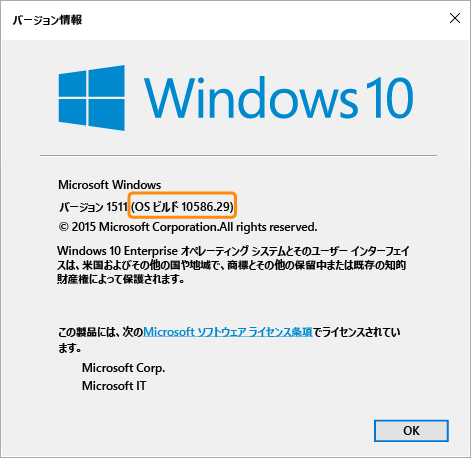 バージョン情報
Windows 10
Microsoft Windows
バージョン 1511 (OS ビルド 10586.29)
© 2015 Microsoft Corporation.All rights reserved.
Windows 10 Enterprise オペレーティング システムとそのユーザー インターフェイ
スは、米国およびその他の国や地域で、商標とその他の保留中または既存の知的
財産権によって保護されます。
この製品には、次のMicrosoft ソフトウェア ライセンス条項でライセンスされてい
ます。
Microsoft Corp.
Microsoft IT
OK